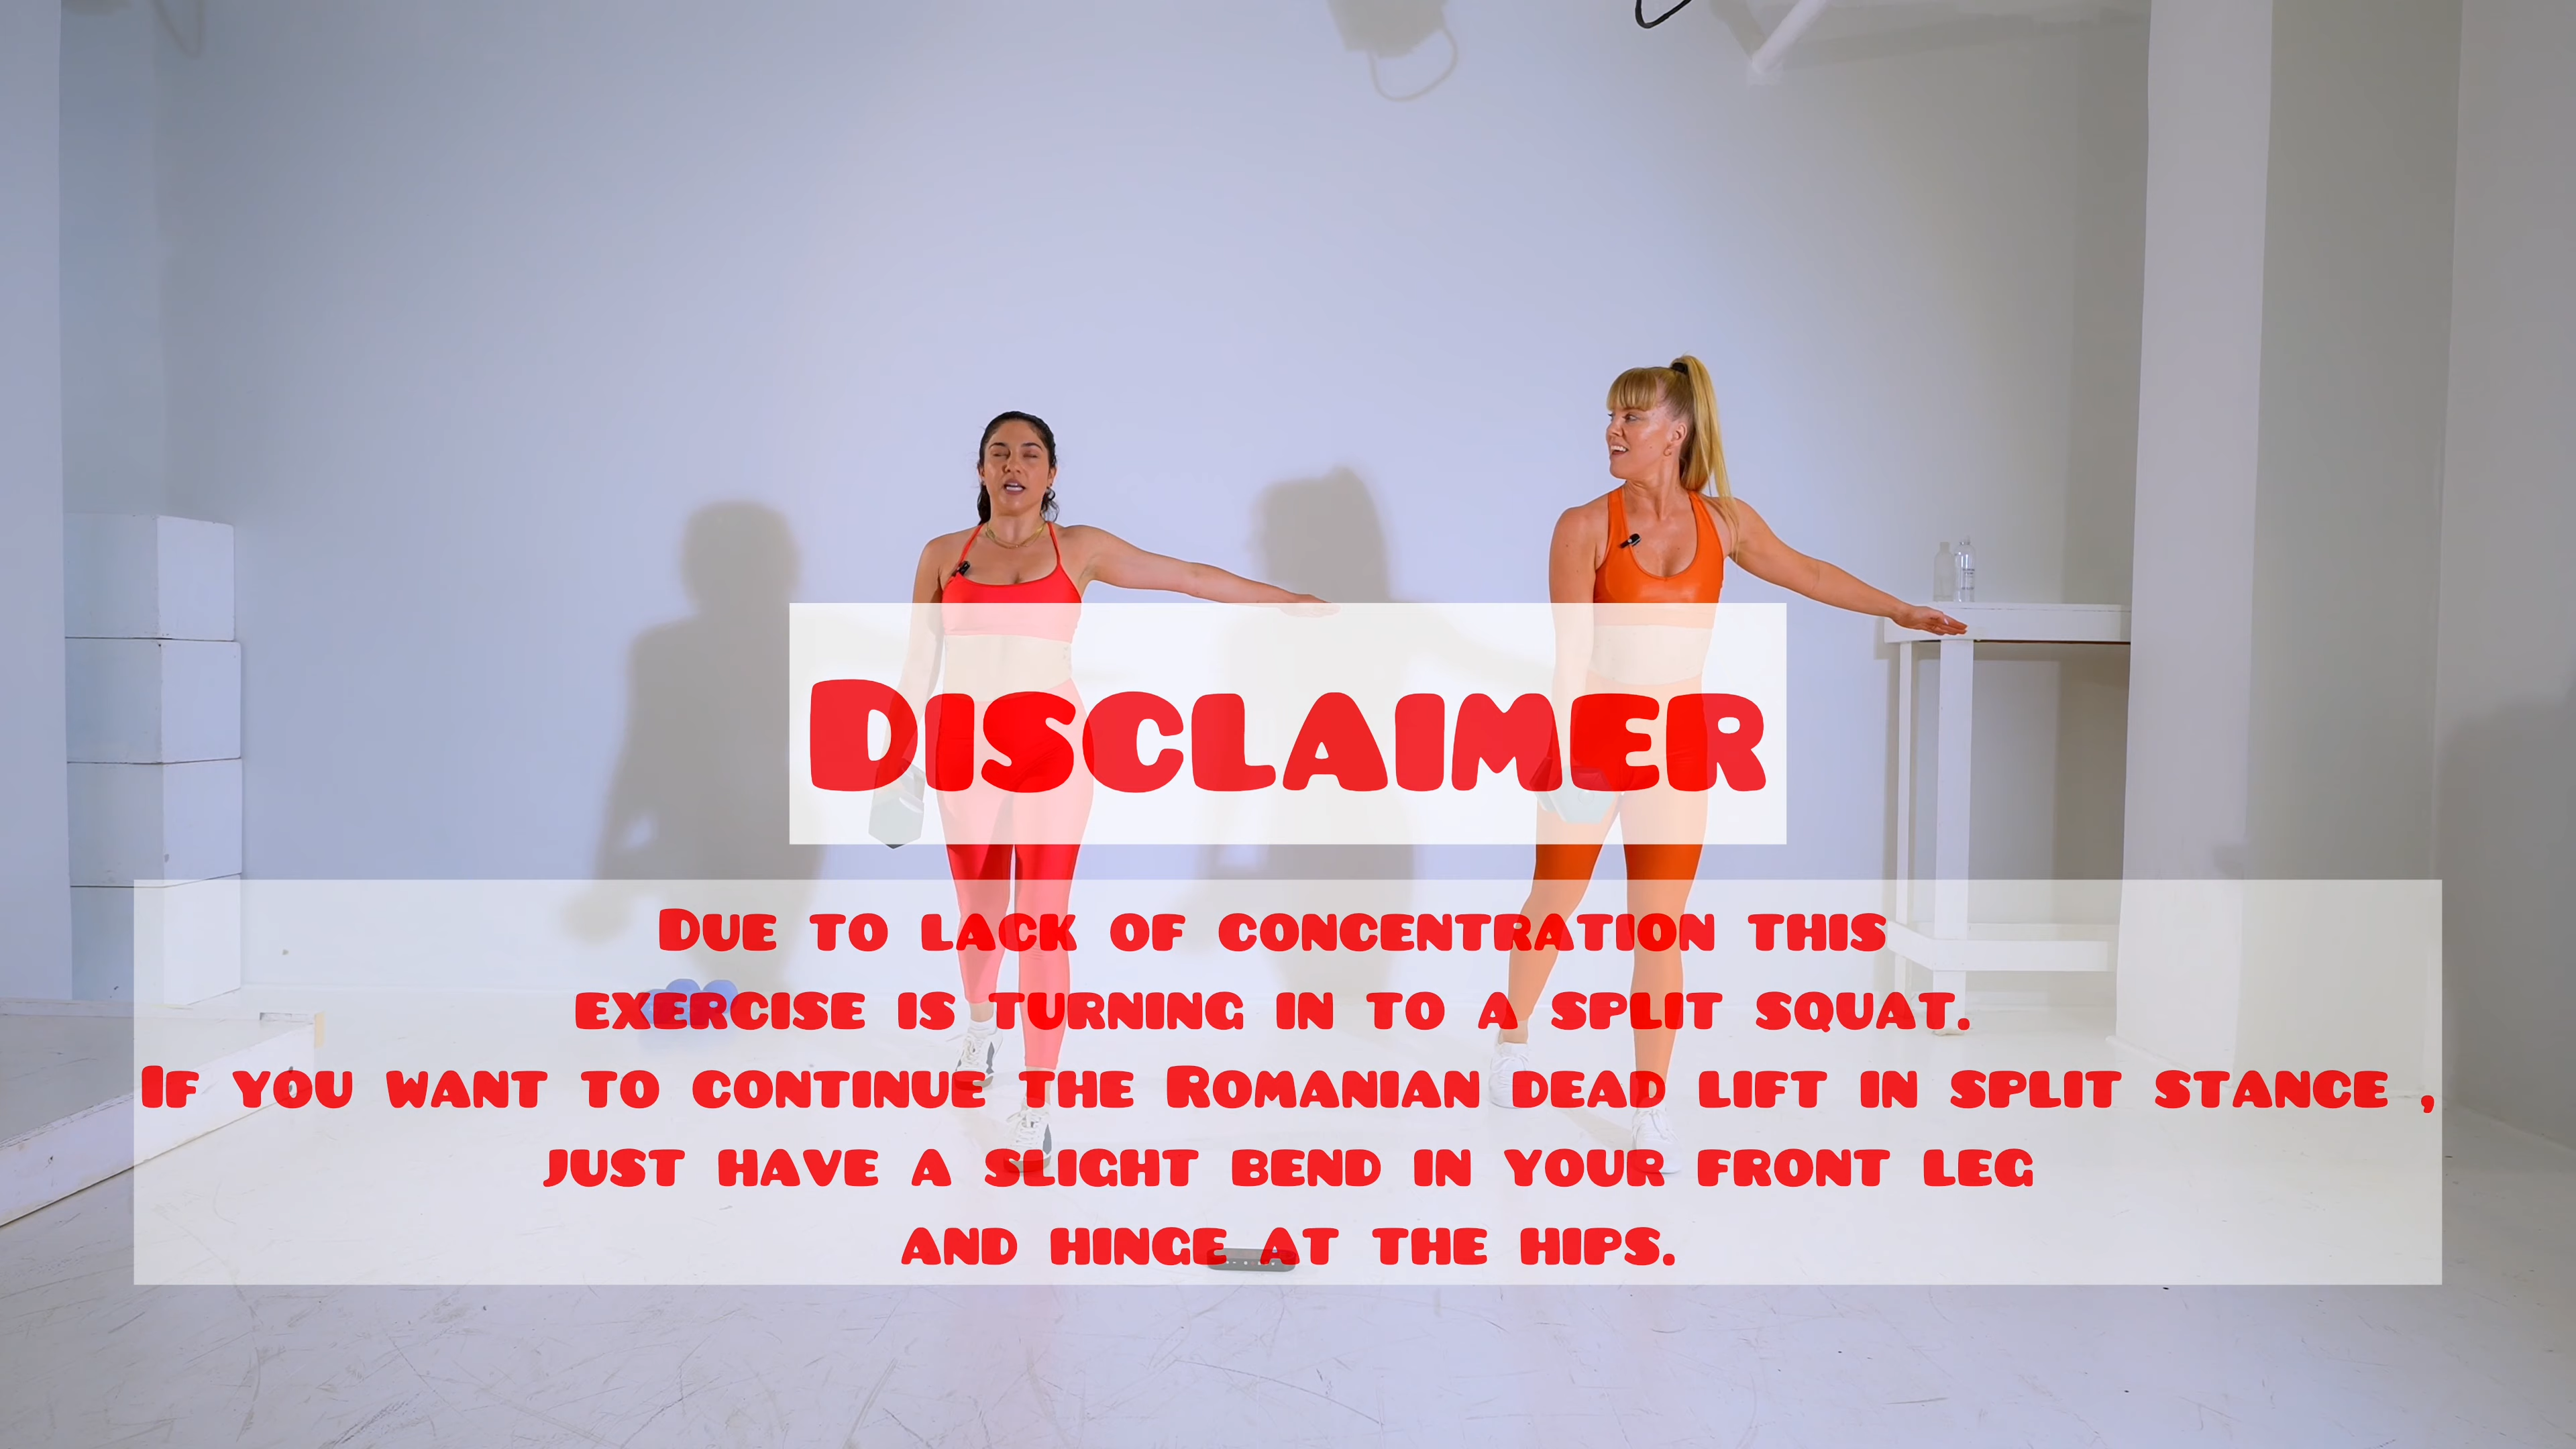 Disclaimer
Due to lack of concentration this
exercise is turning in to a split squat.
If you want to continue the Romanian dead lift in split stance ,
just have a slight bend in your front leg
and hinge at the hips.